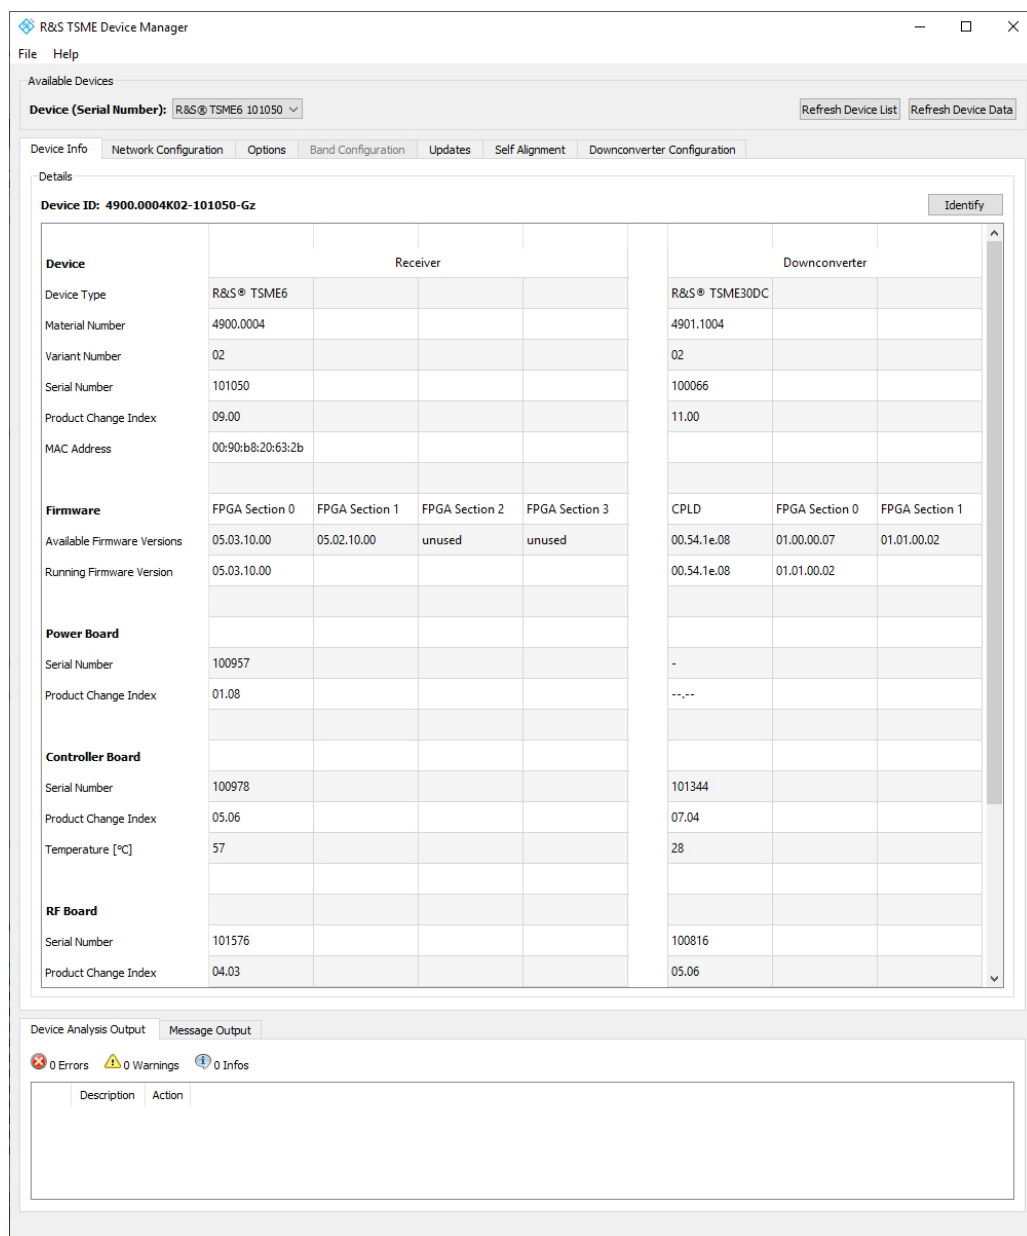 R&S TSME Device Manager
File Help
Available Devices
Device (Serial Number): R&S® TSME6 101050 Refresh Device List Refresh Device Data
Device Info Network Configuration Options Band Configuration Updates Self Alignment Downconverter Configuration
Details
Device ID: 4900.0004K02-101050-Gz Identify
Device Receiver Downconverter
Device Type R&S® TSME6 R&S® TSME30DC
Material Number 4900.0004 4901.1004
Variant Number 02 02
Serial Number 101050 100066
Product Change Index 09.00 11.00
MAC Address 00:90:b8:20:63:2b
Firmware FPGA Section 0 FPGA Section 1 FPGA Section 2 FPGA Section 3 CPLD FPGA Section 0 FPGA Section 1
Available Firmware Versions 05.03.10.00 05.02.10.00 unused unused 00.54.1e.08 01.00.00.07 01.01.00.02
Running Firmware Version 05.03.10.00 00.54.1e.08 01.01.00.02
Power Board
Serial Number 100957 -
Product Change Index 01.08 --.--
Controller Board
Serial Number 100978 101344
Product Change Index 05.06 07.04
Temperature [°C] 57 28
RF Board
Serial Number 101576 100816
Product Change Index 04.03 05.06
Device Analysis Output Message Output
0 Errors 0 Warnings 0 Infos
Description Action